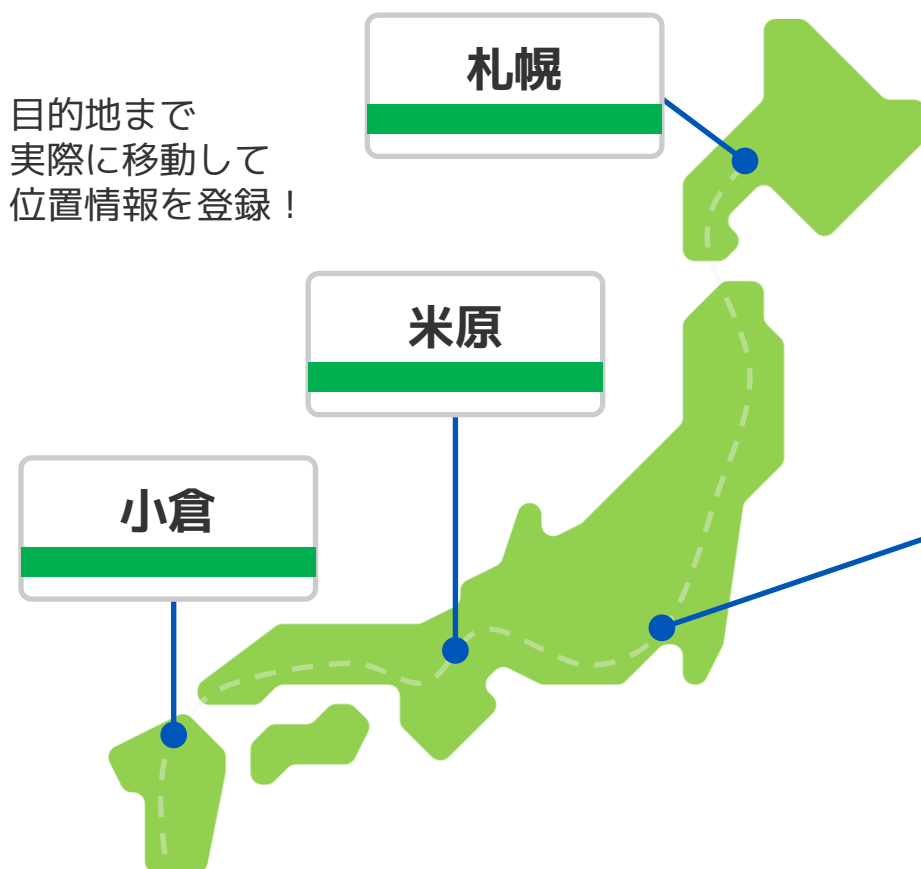 札幌
目的地まで
実際に移動して
位置情報を登録！
米原
小倉